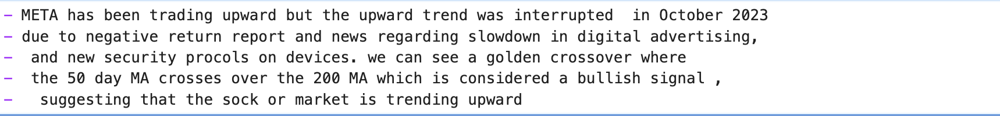 - META has been trading upward but the upward trend was interrupted  in October 2023
- due to negative return report and news regarding slowdown in digital advertising,
-  and new security procols on devices. we can see a golden crossover where
-  the 50 day MA crosses over the 200 MA which is considered a bullish signal ,
-   suggesting that the sock or market is trending upward